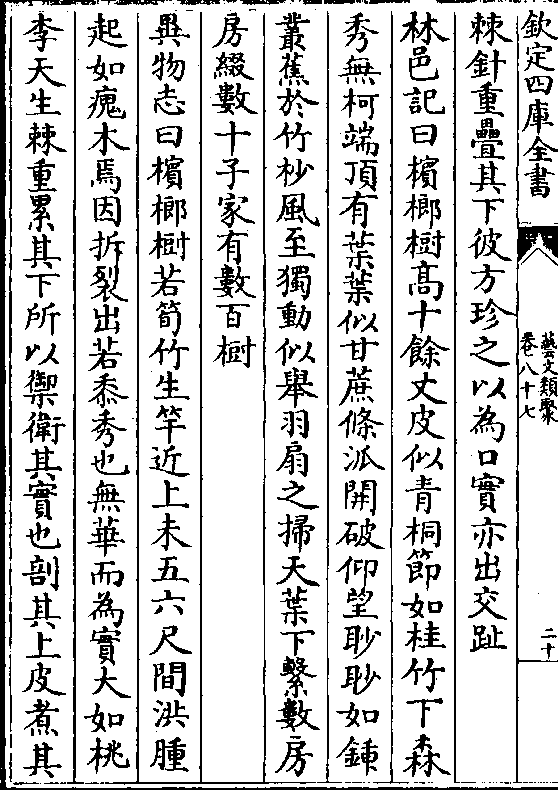 欽定四庫全書
藝文類聚
卷八十七
二十
棘針重疊其下彼方珍之以為口實亦出交趾
林邑記曰檳榔樹高十餘丈皮似青桐節如桂竹下森
秀無柯端頂有葉葉似甘蔗條派開破仰望眇眇如鍤
叢蕉於竹杪風至獨動似舉羽扇之掃天葉下繫數房
房綴數十子家有數百樹
異物志曰檳榔樹若筍竹生竿近上未五六尺間洪腫
起如瘣木焉因拆裂出若黍秀也無華而為實大如桃
李天生棘重累其下所以禦衛其實也剖其上皮煮其